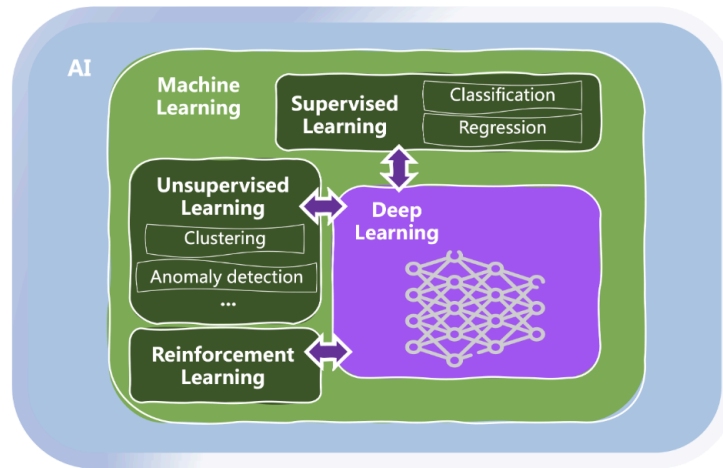 AI
Machine
Learning
Supervised
Learning
Classification
Regression
Unsupervised
Learning
Clustering
Anomaly detection
...
Deep
Learning
Reinforcement
Learning